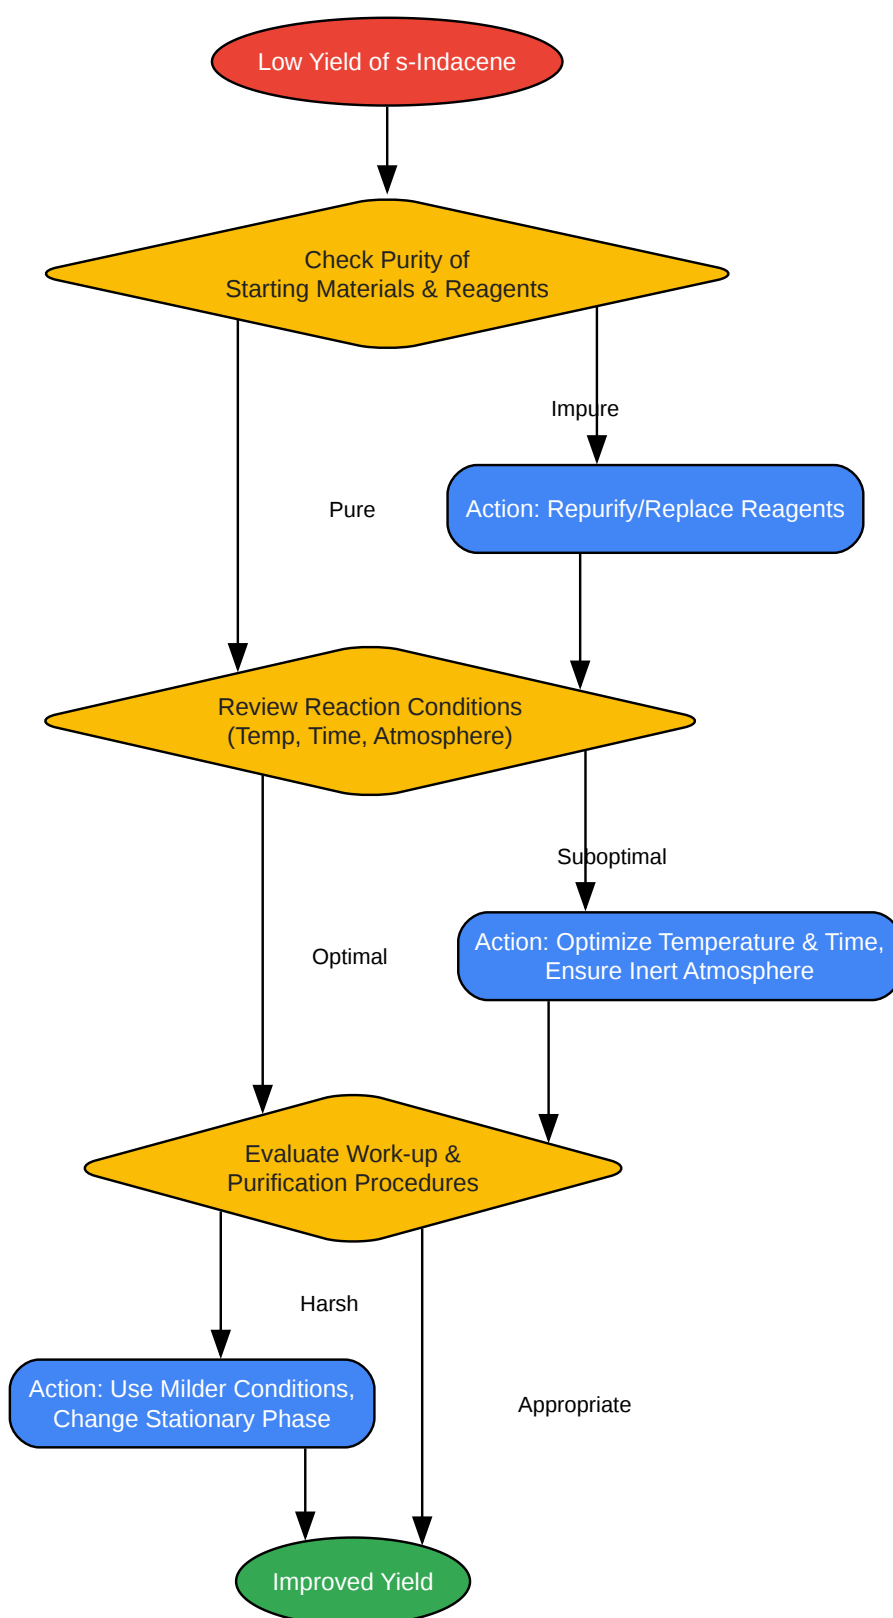 Low Yield of s-Indacene
Check Purity of
Starting Materials & Reagents
Impure
Pure
Action: Repurify/Replace Reagents
Review Reaction Conditions
(Temp, Time, Atmosphere)
Suboptimal
Optimal
Action: Optimize Temperature & Time,
Ensure Inert Atmosphere
Evaluate Work-up &
Purification Procedures
Harsh
Appropriate
Action: Use Milder Conditions,
Change Stationary Phase
Improved Yield